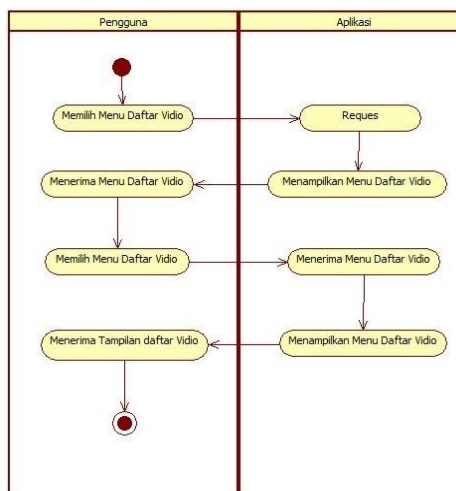 Pengguna
Aplikasi
Memilih Menu Daftar Vidio
Reques
Menerima Menu Daftar Vidio
Menampilkan Menu Daftar Vidio
Memilih Menu Daftar Vidio
Menerima Menu Daftar Vidio
Menerima Tampilan daftar Vidio
Menampilkan Menu Daftar Vidio